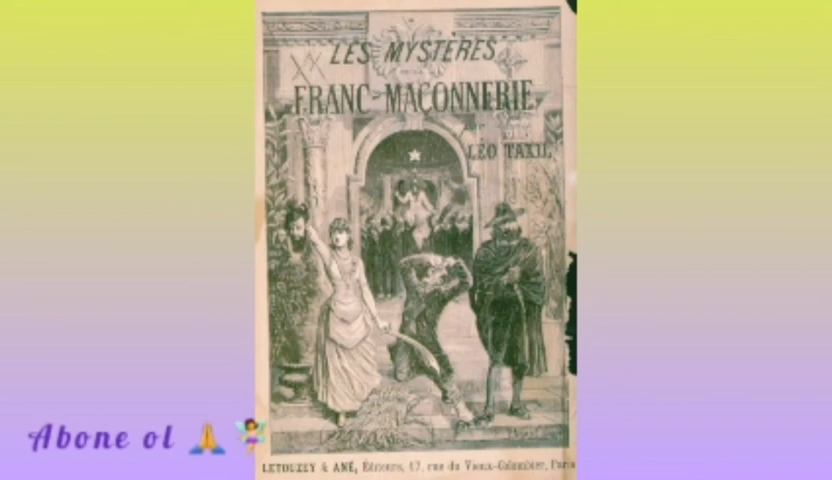 LES MYSTÈRES
FRANC-MAÇONNERIE
LÉO TAXIL
Abone ol 🙏 🧚‍♀️
LETOUZEY & ANÉ, Éditeurs, 17, rue du Vieux-Colombier, Paris